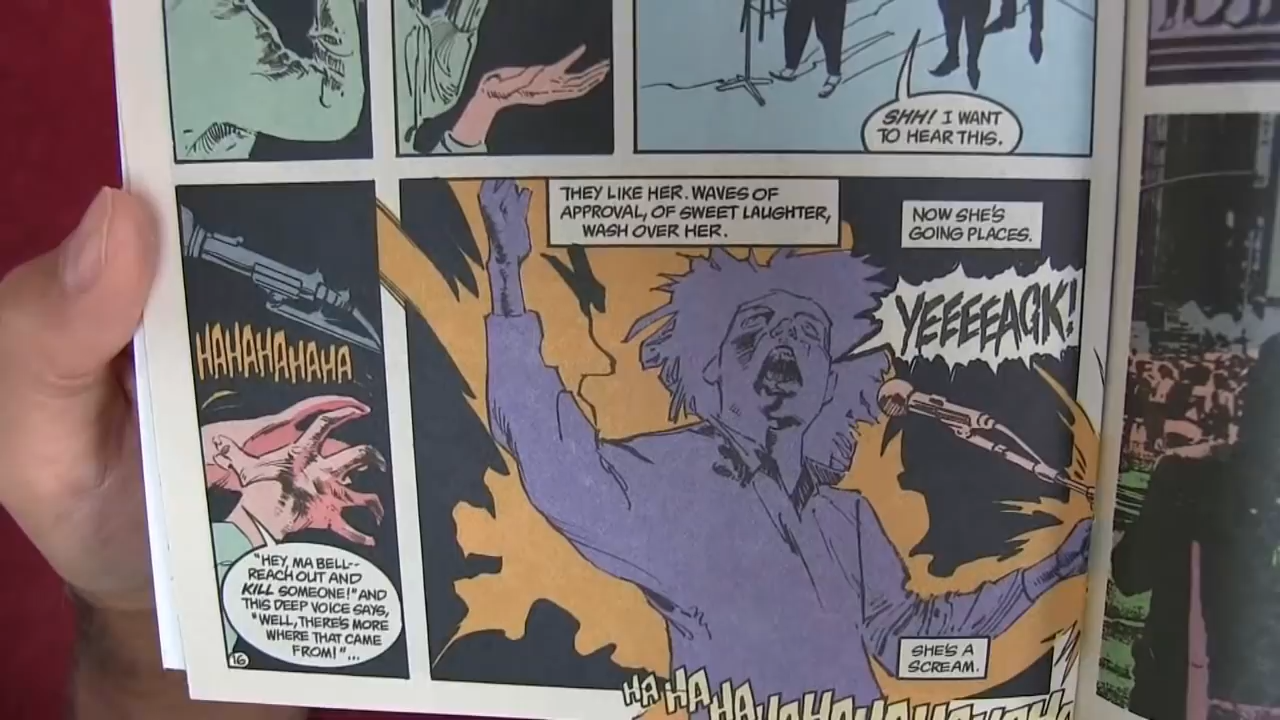 SHH! I WANT
TO HEAR THIS.
HAHAHAHAHA
"HEY, MA BELL--
REACH OUT AND
KILL SOMEONE!" AND
THIS DEEP VOICE SAYS,
"WELL, THERE'S MORE
WHERE THAT CAME
FROM!"...
16
THEY LIKE HER. WAVES OF
APPROVAL, OF SWEET LAUGHTER,
WASH OVER HER.
NOW SHE'S
GOING PLACES.
YEEEEAGK!
SHE'S A
SCREAM.
HA HA HAHAHAHAHAHAHA